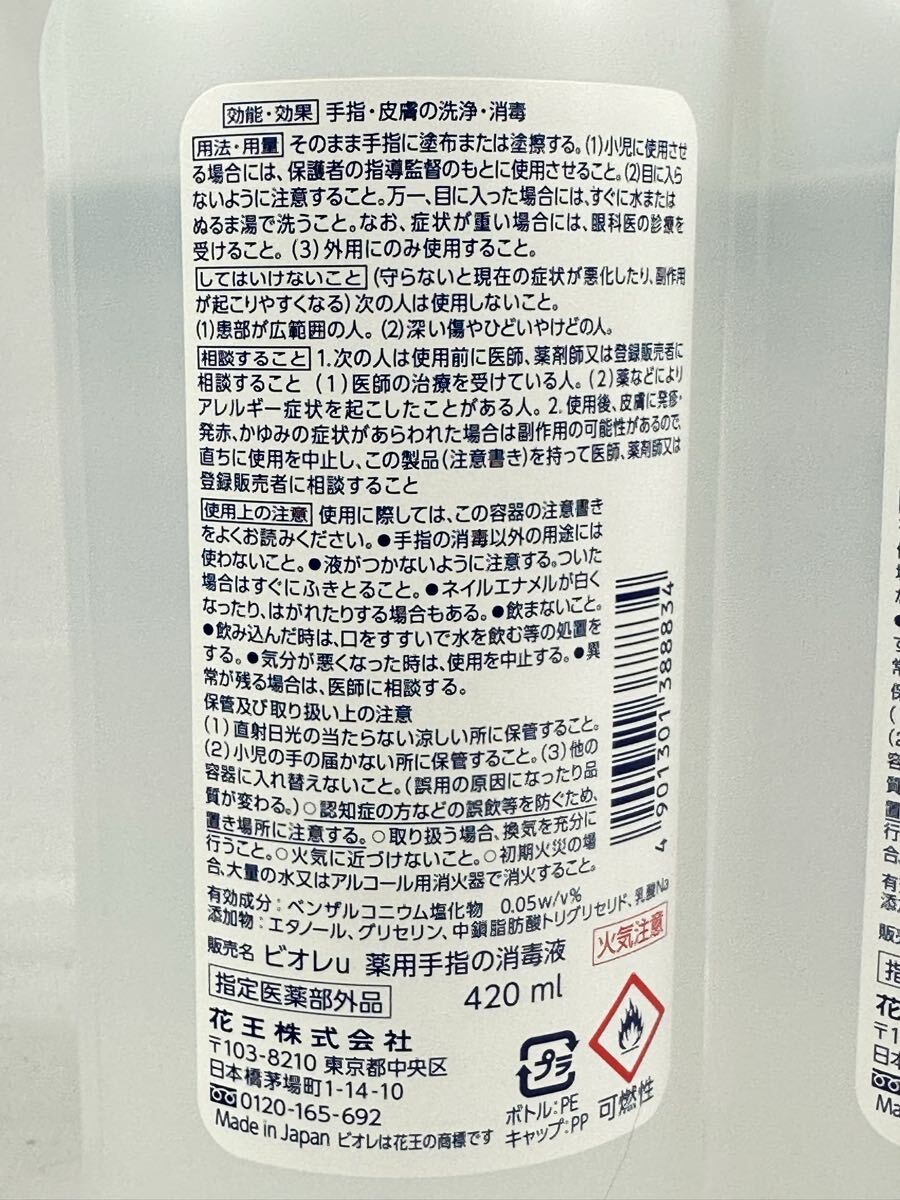 効能・効果 手指・皮膚の洗浄・消毒
用法・用量 そのまま手指に塗布または塗擦する。(1)小児に使用させ
る場合には、保護者の指導監督のもとに使用させること。(2)目に入ら
ないように注意すること。万一、目に入った場合には、すぐに水または
ぬるま湯で洗うこと。なお、症状が重い場合には、眼科医の診療を
受けること。(3)外用にのみ使用すること。
してはいけないこと (守らないと現在の症状が悪化したり、副作用
が起こりやすくなる)次の人は使用しないこと。
(1)患部が広範囲の人。(2)深い傷やひどいやけどの人。
相談すること 1.次の人は使用前に医師、薬剤師又は登録販売者に
相談すること (1)医師の治療を受けている人。(2)薬などにより
アレルギー症状を起こしたことがある人。2.使用後、皮膚に発疹・
発赤、かゆみの症状があらわれた場合は副作用の可能性があるので、
直ちに使用を中止し、この製品(注意書き)を持って医師、薬剤師又は
登録販売者に相談すること
使用上の注意 使用に際しては、この容器の注意書き
をよくお読みください。●手指の消毒以外の用途には
使わないこと。●液がつかないように注意する。ついた
場合はすぐにふきとること。●ネイルエナメルが白く
なったり、はがれたりする場合もある。●飲まないこと。
●飲み込んだ時は、口をすすいで水を飲む等の処置を
する。●気分が悪くなった時は、使用を中止する。●異
常が残る場合は、医師に相談する。
保管及び取り扱い上の注意
(1)直射日光の当たらない涼しい所に保管すること。
(2)小児の手の届かない所に保管すること。(3)他の
容器に入れ替えないこと。(誤用の原因になったり品
質が変わる。)○認知症の方などの誤飲等を防ぐため、
置き場所に注意する。○取り扱う場合、換気を充分に
行うこと。○火気に近づけないこと。○初期火災の場
合、大量の水又はアルコール用消火器で消火すること。
4 901301 388834
有効成分：ベンザルコニウム塩化物 0.05w/v%
添加物：エタノール、グリセリン、中鎖脂肪酸トリグリセリド、乳酸Na
火気注意
販売名 ビオレu 薬用手指の消毒液
指定医薬部外品 420 ml
花王株式会社
〒103-8210 東京都中央区
日本橋茅場町1-14-10
0120-165-692
Made in Japan ビオレは花王の商標です
プラ
ボトル：PE
キャップ：PP
可燃性